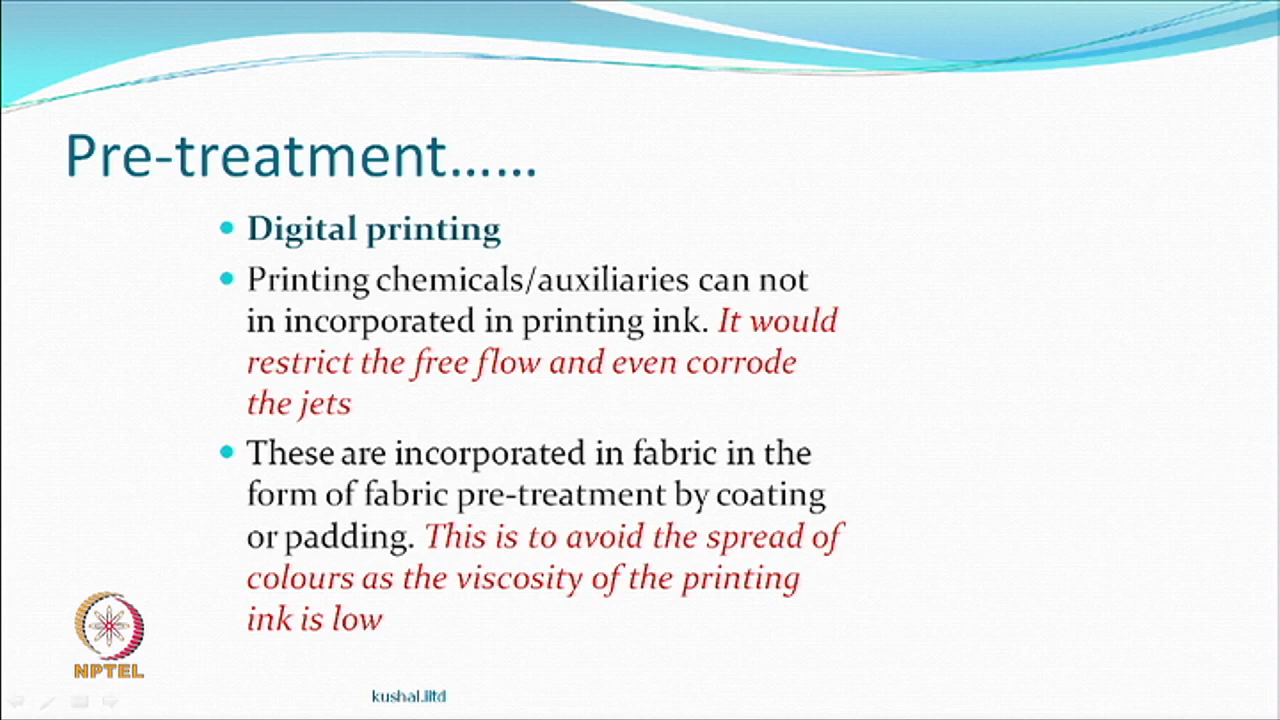 Pre-treatment......
Digital printing
Printing chemicals/auxiliaries can not
in incorporated in printing ink. It would
restrict the free flow and even corrode
the jets
These are incorporated in fabric in the
form of fabric pre-treatment by coating
or padding. This is to avoid the spread of
colours as the viscosity of the printing
ink is low
NPTEL
kushal.iitd